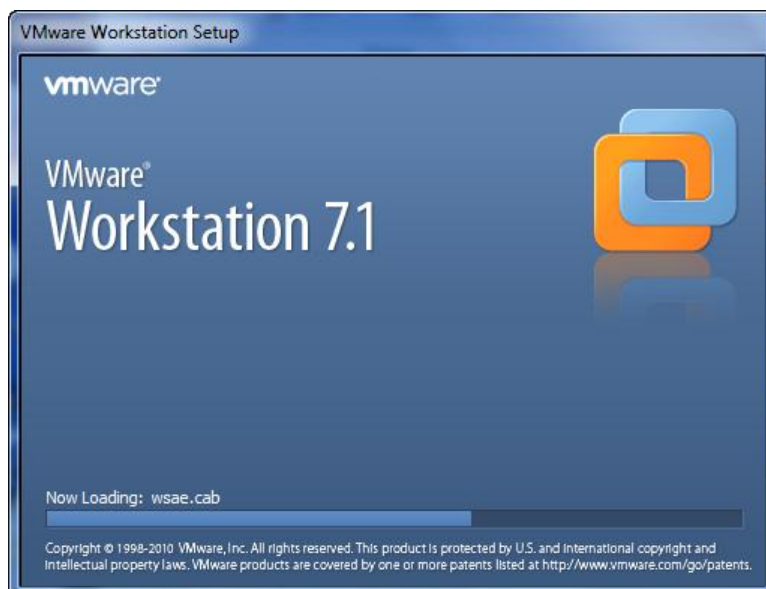 VMware Workstation Setup
vmware®
VMware®
Workstation 7.1
Now Loading: wsae.cab
Copyright © 1998-2010 VMware, Inc. All rights reserved. This product is protected by U.S. and international copyright and
intellectual property laws. VMware products are covered by one or more patents listed at http://www.vmware.com/go/patents.